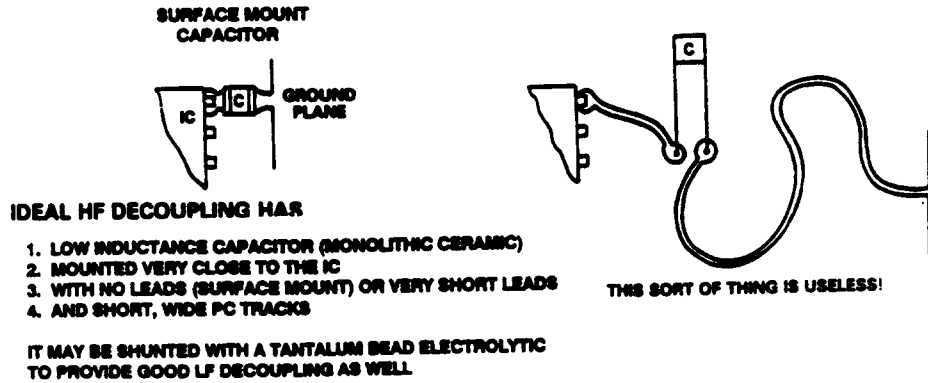 SURFACE MOUNT
CAPACITOR
C
IC
C
GROUND
PLANE
IDEAL HF DECOUPLING HAS
1. LOW INDUCTANCE CAPACITOR (MONOLITHIC CERAMIC)
2. MOUNTED VERY CLOSE TO THE IC
3. WITH NO LEADS (SURFACE MOUNT) OR VERY SHORT LEADS
4. AND SHORT, WIDE PC TRACKS
THIS SORT OF THING IS USELESS!
IT MAY BE SHUNTED WITH A TANTALUM BEAD ELECTROLYTIC
TO PROVIDE GOOD LF DECOUPLING AS WELL